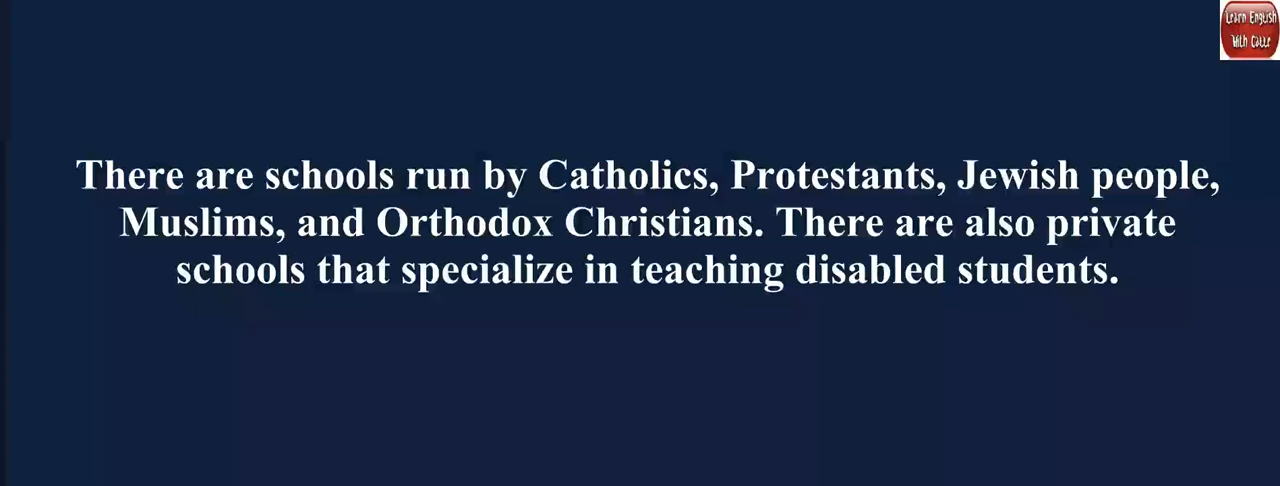 Learn English
With Catte
There are schools run by Catholics, Protestants, Jewish people,
Muslims, and Orthodox Christians. There are also private
schools that specialize in teaching disabled students.